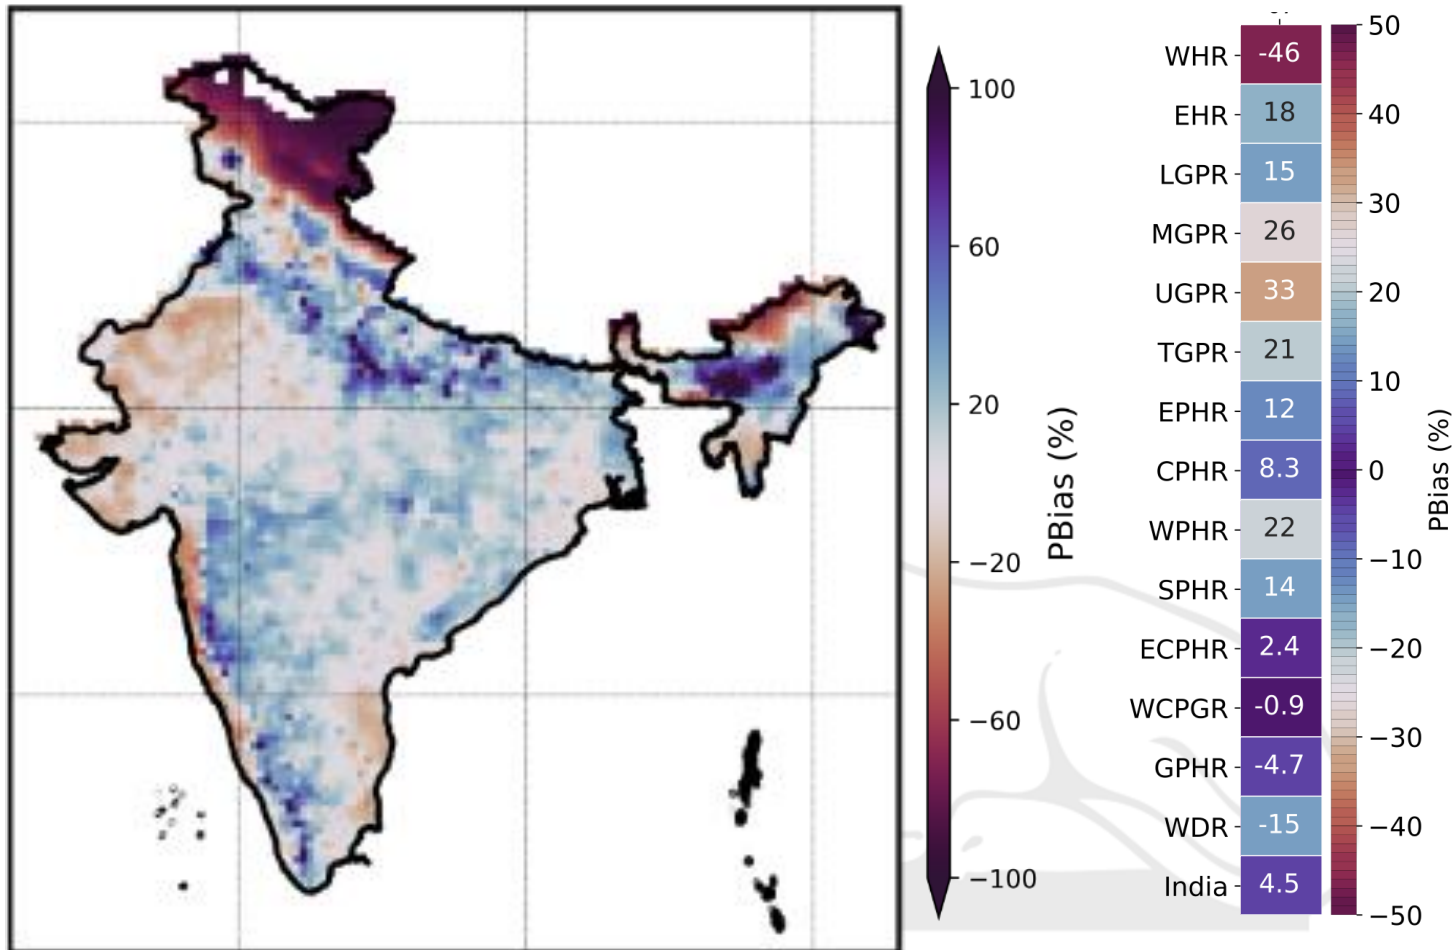 100
60
20
−20
−60
−100
PBias (%)
WHR -46
EHR 18
LGPR 15
MGPR 26
UGPR 33
TGPR 21
EPHR 12
CPHR 8.3
WPHR 22
SPHR 14
ECPHR 2.4
WCPGR -0.9
GPHR -4.7
WDR -15
India 4.5
50
40
30
20
10
0
−10
−20
−30
−40
−50
PBias (%)